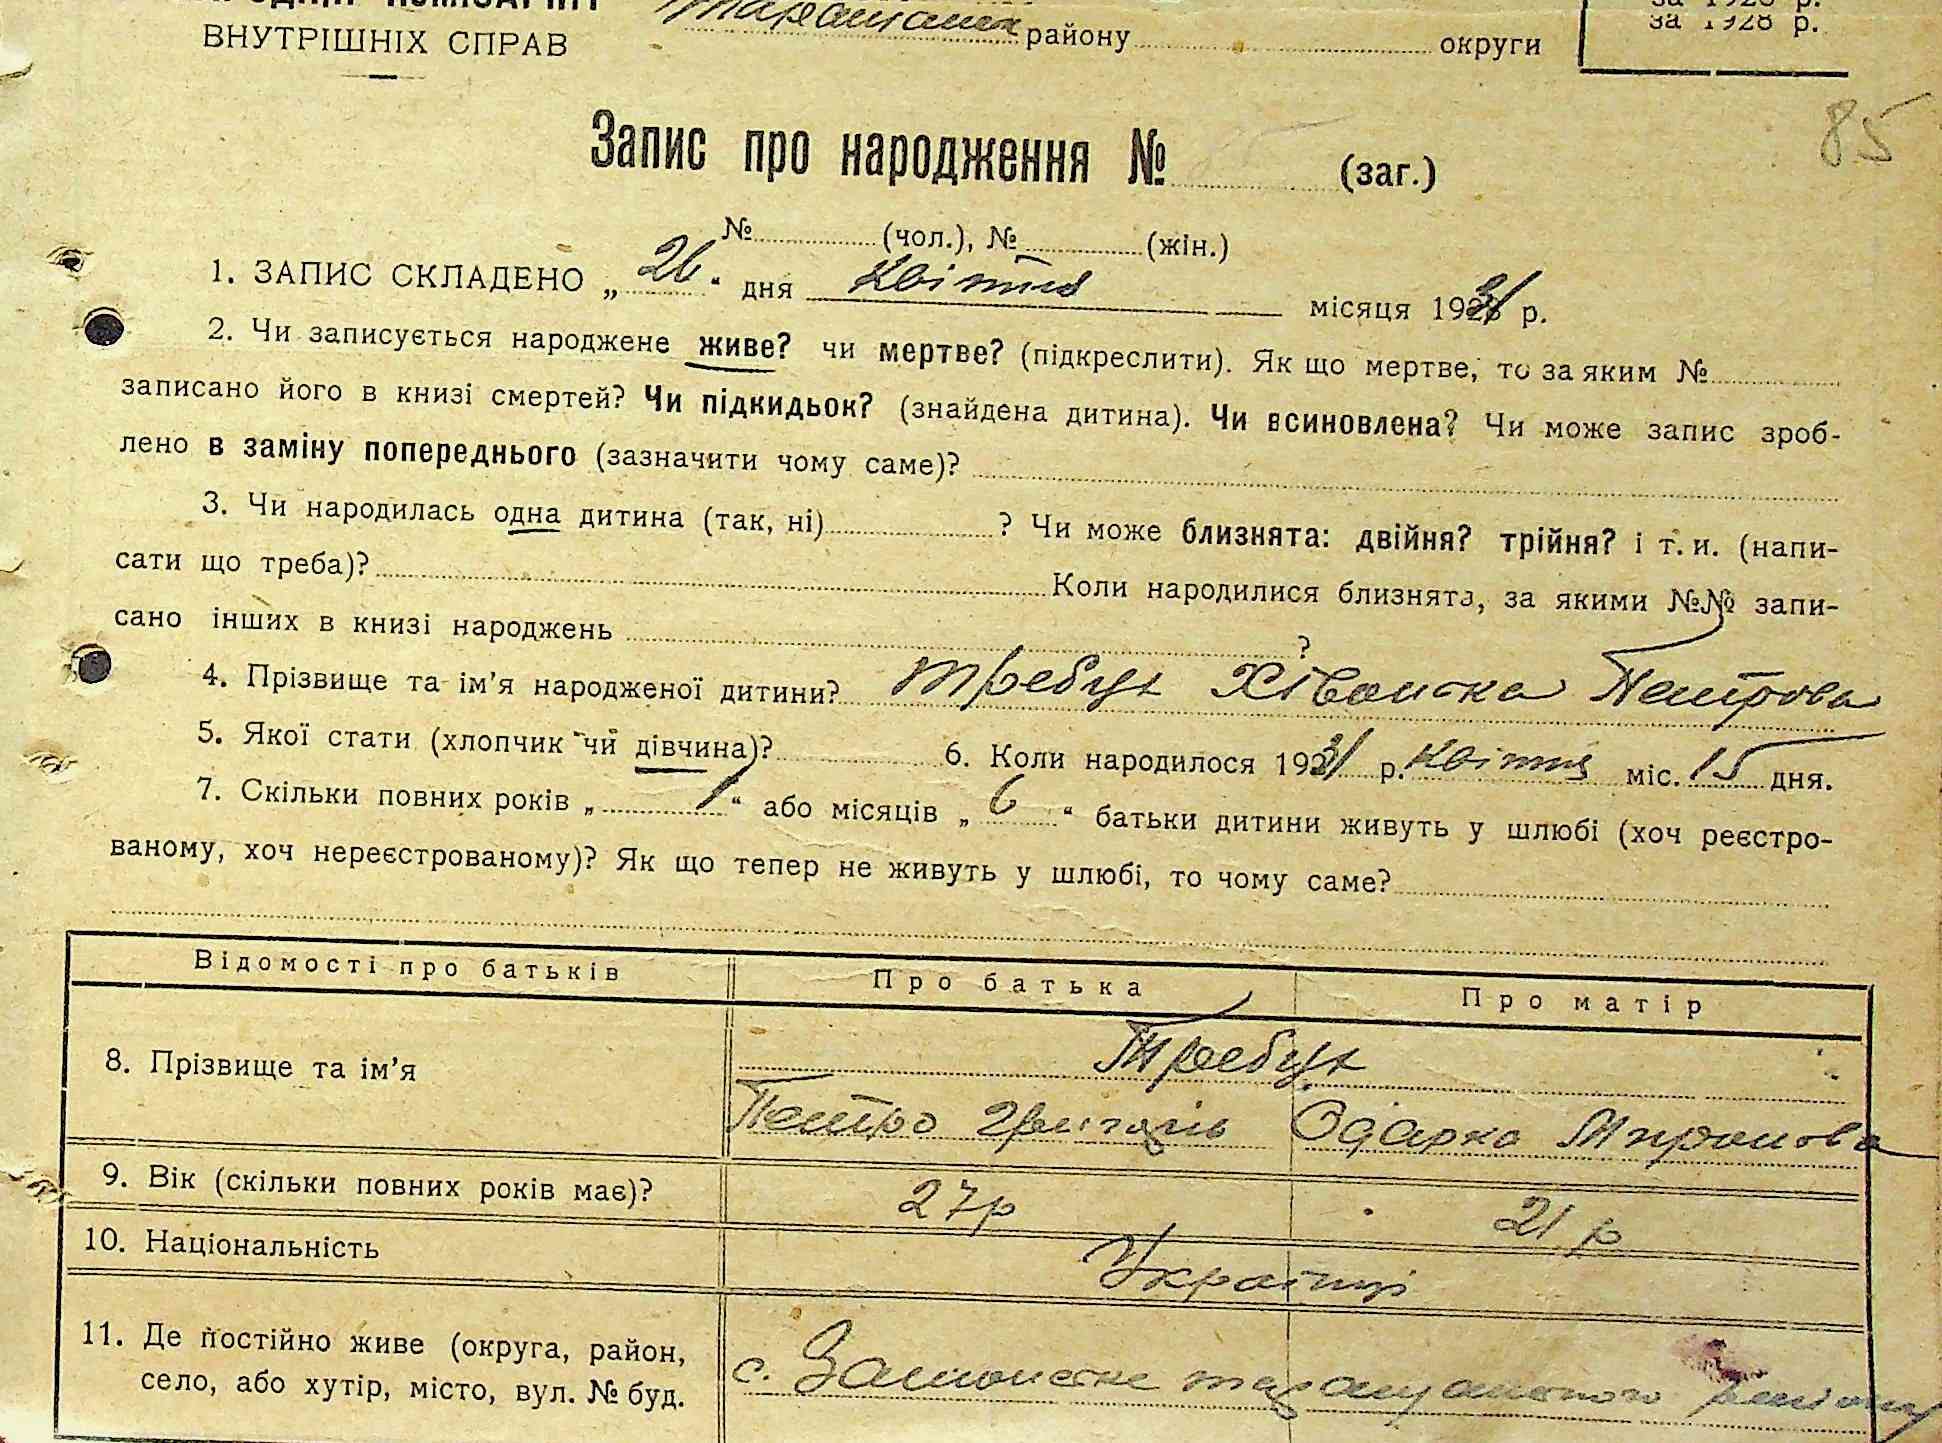 ВНУТРІШНІХ СПРАВ
району округи
за 1928 р.
85
Запис про народження № (заг.)
№ (чол.), № (жін.)
1. ЗАПИС СКЛАДЕНО „26“ дня квітня місяця 1931 р.
2. Чи записується народжене живе? чи мертве? (підкреслити). Як що мертве, то за яким №
записано його в книзі смертей? Чи підкидьок? (знайдена дитина). Чи всиновлена? Чи може запис зроб-
лено в заміну попереднього (зазначити чому саме)?
3. Чи народилась одна дитина (так, ні) ? Чи може близнята: двійня? трійня? і т. и. (напи-
сати що треба)? Коли народилися близнята, за якими №№ запи-
сано інших в книзі народжень ?
4. Прізвище та ім’я народженої дитини? Требух Петрова
5. Якої стати (хлопчик чи дівчина)? 6. Коли народилося 1931 р. квітня міс. 15 дня.
7. Скільки повних років „1“ або місяців „6“ батьки дитини живуть у шлюбі (хоч реєстро-
ваному, хоч нереєстрованому)? Як що тепер не живуть у шлюбі, то чому саме?
Відомості про батьків Про батька Про матір
8. Прізвище та ім’я Требух
Петро Одарка Миронова
9. Вік (скільки повних років має)? 27 р 21 р
10. Національність Українці
11. Де постійно живе (округа, район,
село, або хутір, місто, вул. № буд. с.